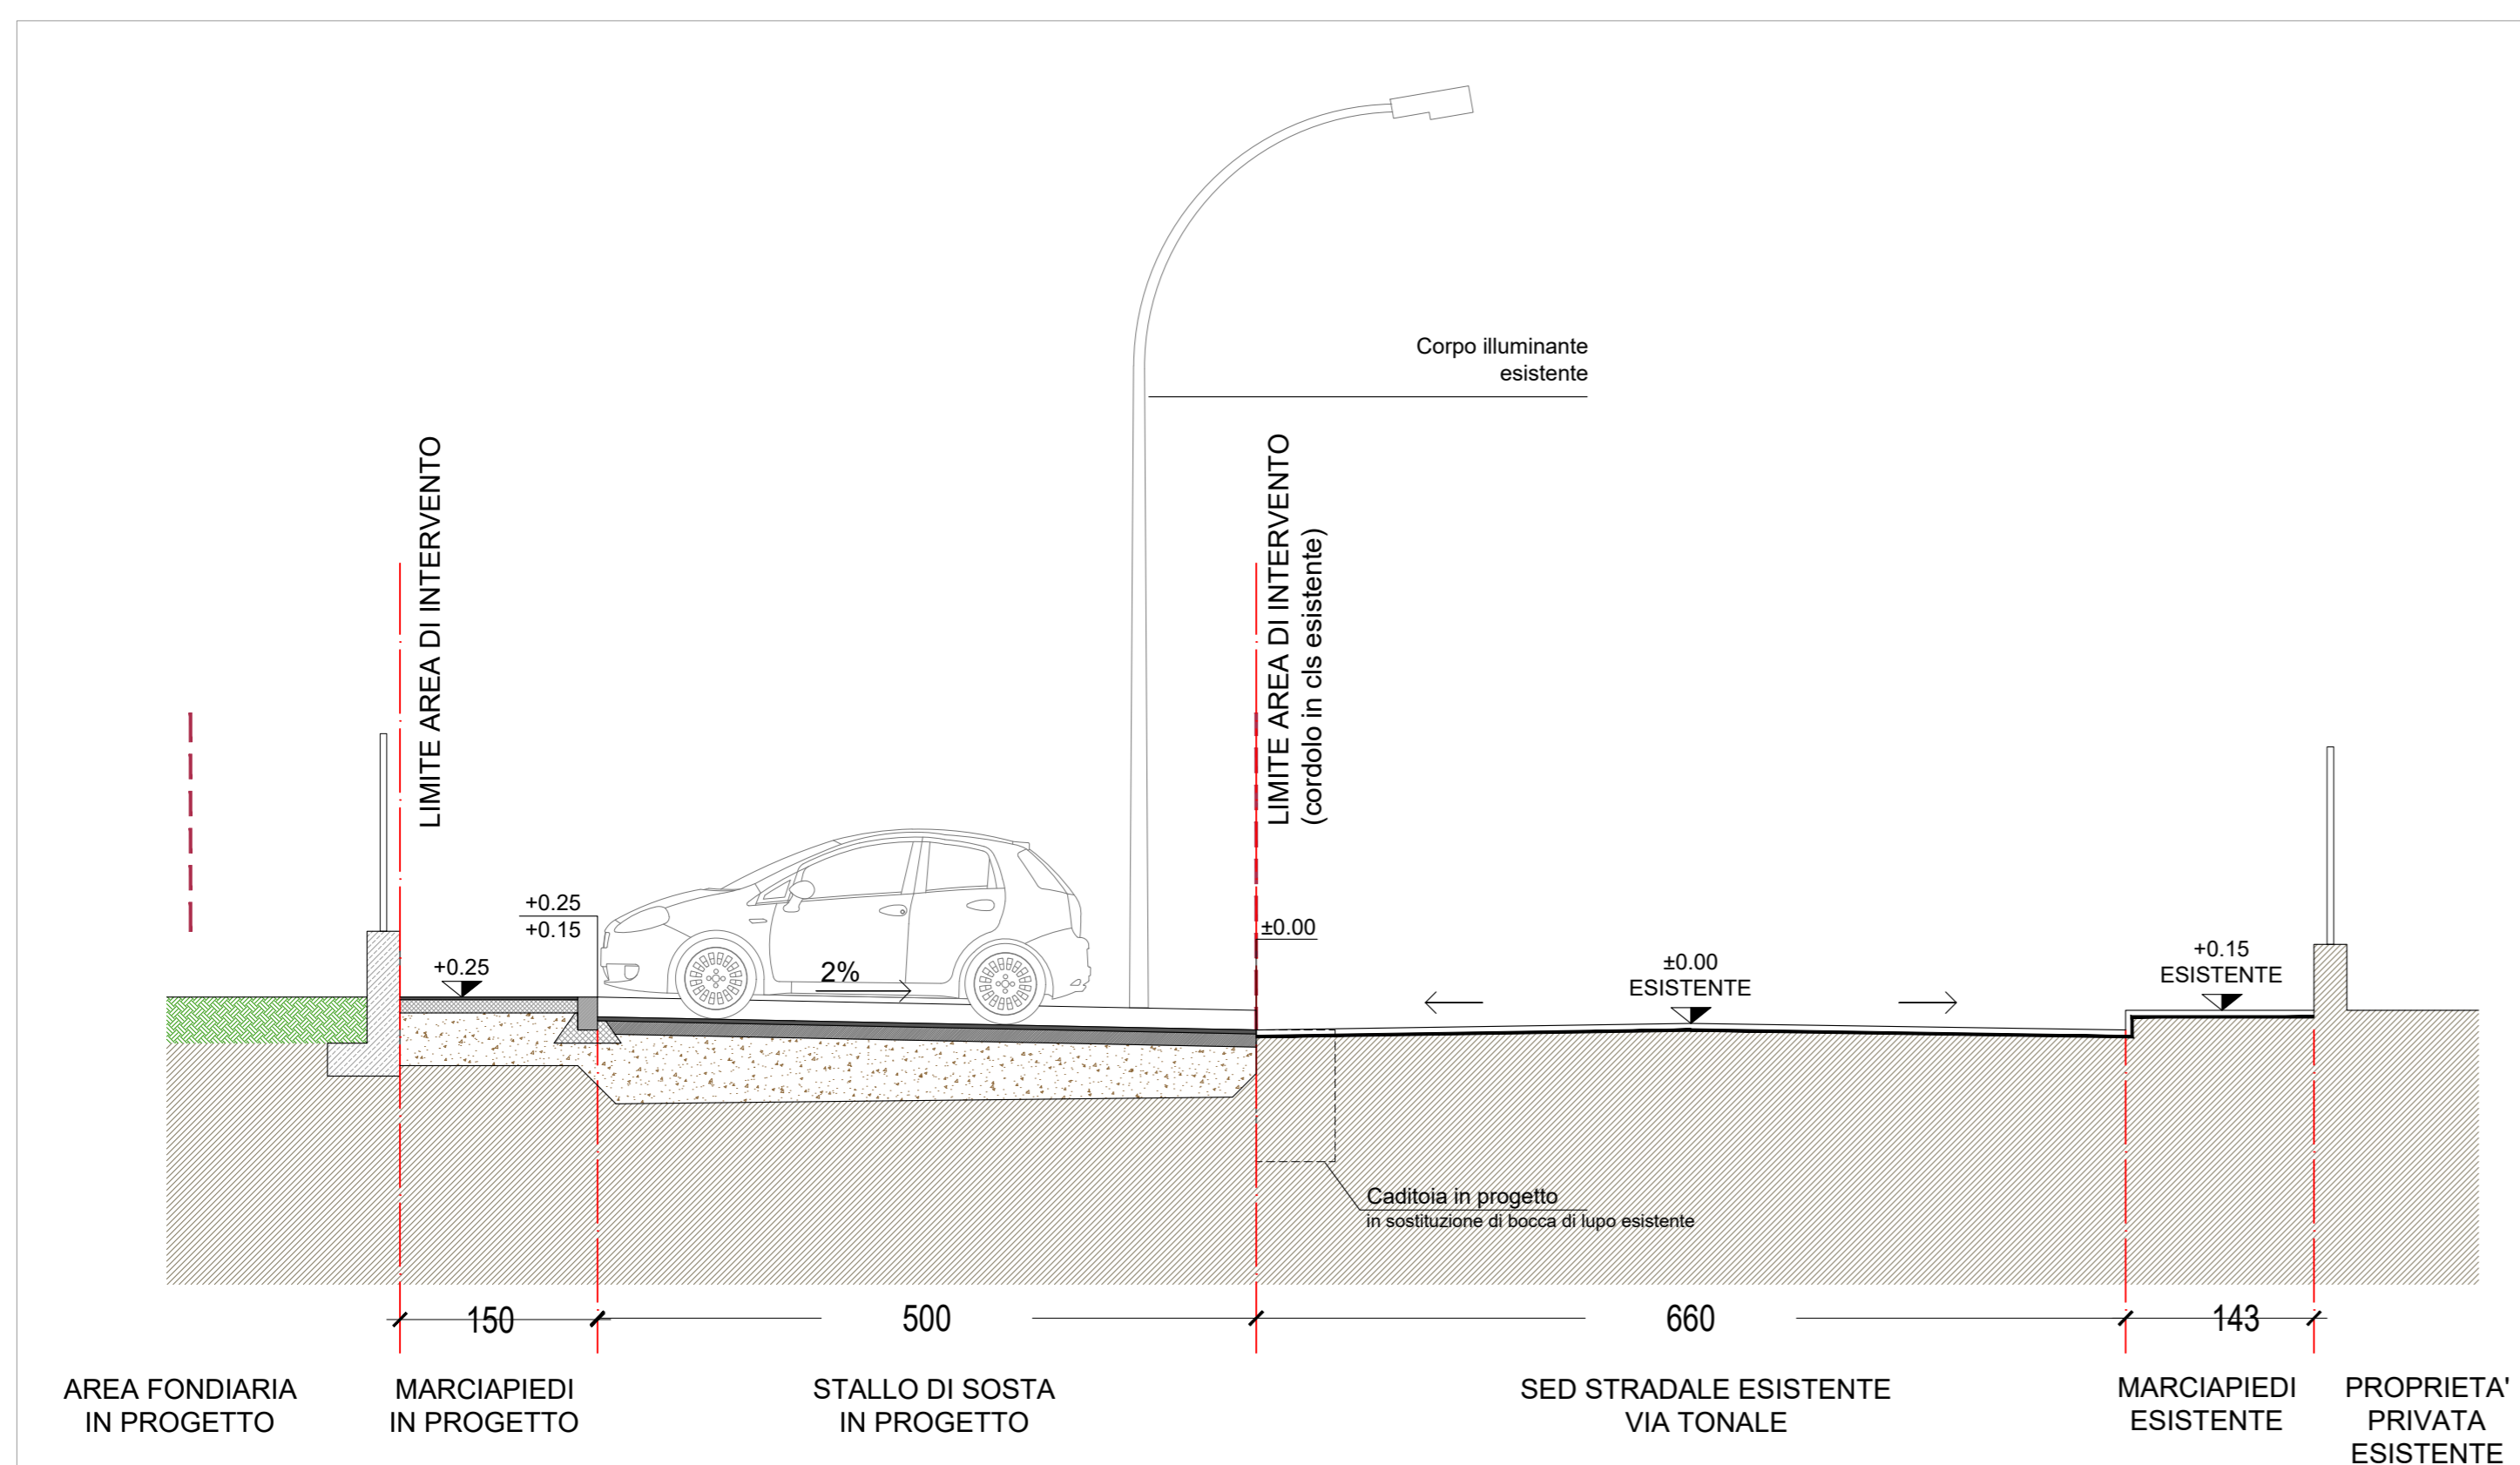 Corpo illuminante
esistente
LIMITE AREA DI INTERVENTO
LIMITE AREA DI INTERVENTO
(cordolo in cls esistente)
+0.25
+0.15
+0.25
2%
±0.00
±0.00
ESISTENTE
+0.15
ESISTENTE
Caditoia in progetto
in sostituzione di bocca di lupo esistente
150
500
660
143
AREA FONDIARIA
IN PROGETTO
MARCIAPIEDI
IN PROGETTO
STALLO DI SOSTA
IN PROGETTO
SED STRADALE ESISTENTE
VIA TONALE
MARCIAPIEDI
ESISTENTE
PROPRIETA'
PRIVATA
ESISTENTE